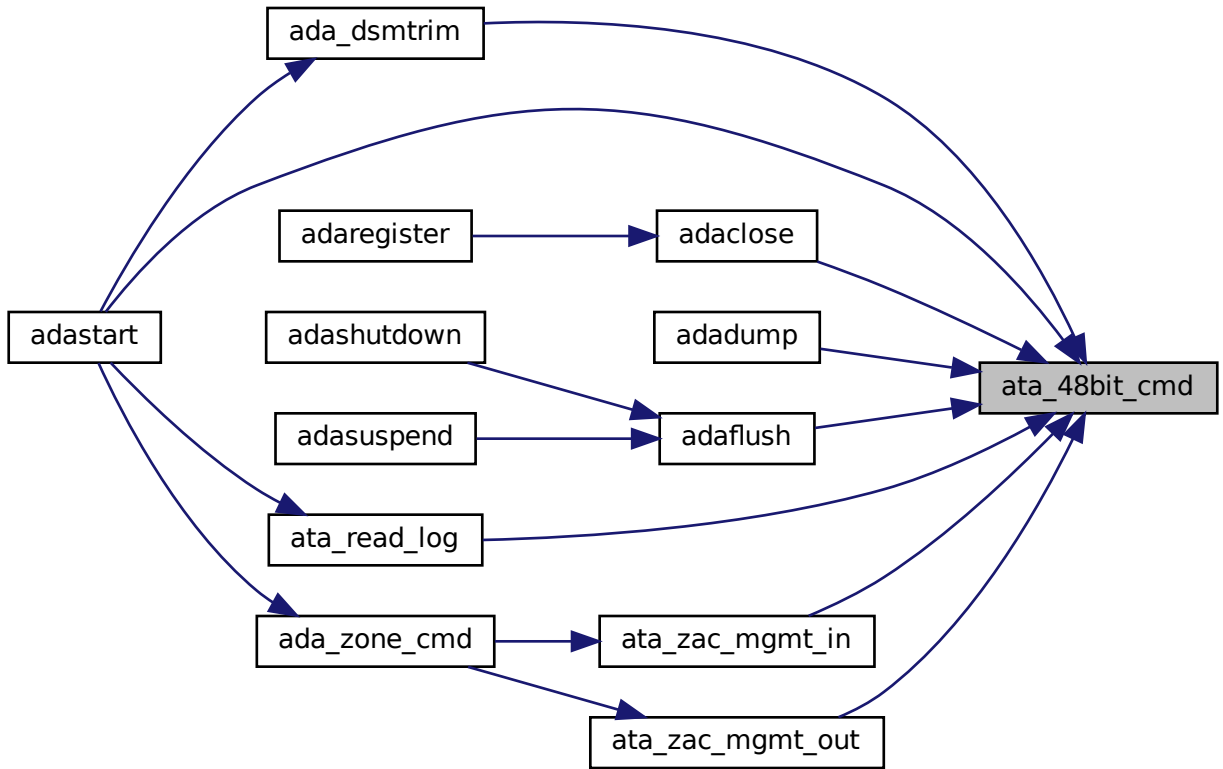 ada_dsmtrim
adaregister
adaclose
adastart
adashutdown
adadump
ata_48bit_cmd
adasuspend
adaflush
ata_read_log
ada_zone_cmd
ata_zac_mgmt_in
ata_zac_mgmt_out